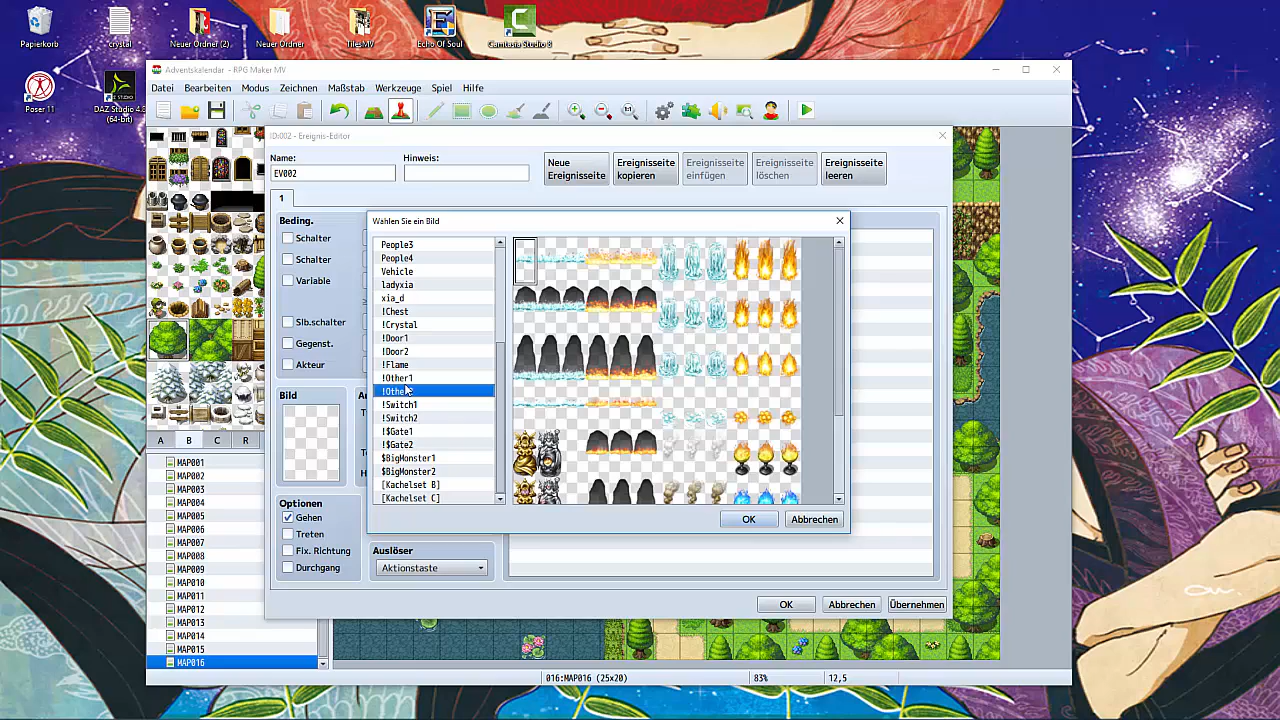 Papierkorb
crystal
Neuer Ordner (2)
Neuer Ordner
TilesMV
Echo Of Soul
Camtasia Studio 8
Poser 11
DAZ Studio 4.8
(64-bit)
Adventskalendar - RPG Maker MV
Datei Bearbeiten Modus Zeichnen Maßstab Werkzeuge Spiel Hilfe
ID:002 - Ereignis-Editor
Name:
Hinweis:
EV002
Neue
Ereignisseite
Ereignisseite
kopieren
Ereignisseite
einfügen
Ereignisseite
löschen
Ereignisseite
leeren
1
Beding.
Schalter
Schalter
Variable
Slb.schalter
Gegenst.
Akteur
Bild
Optionen
Gehen
Treten
Fix. Richtung
Durchgang
Auslöser
Aktionstaste
Wählen Sie ein Bild
People3
People4
Vehicle
ladyxia
xia_d
!Chest
!Crystal
!Door1
!Door2
!Flame
!Other1
!Switch1
!Switch2
!$Gate1
!$Gate2
$BigMonster1
$BigMonster2
[Kachelset B]
[Kachelset C]
OK
Abbrechen
OK
Abbrechen
Übernehmen
A B C R
MAP001
MAP002
MAP003
MAP004
MAP005
MAP006
MAP007
MAP008
MAP009
MAP010
MAP011
MAP012
MAP013
MAP014
MAP015
MAP016
016:MAP016 (25x20)
83%
12,5